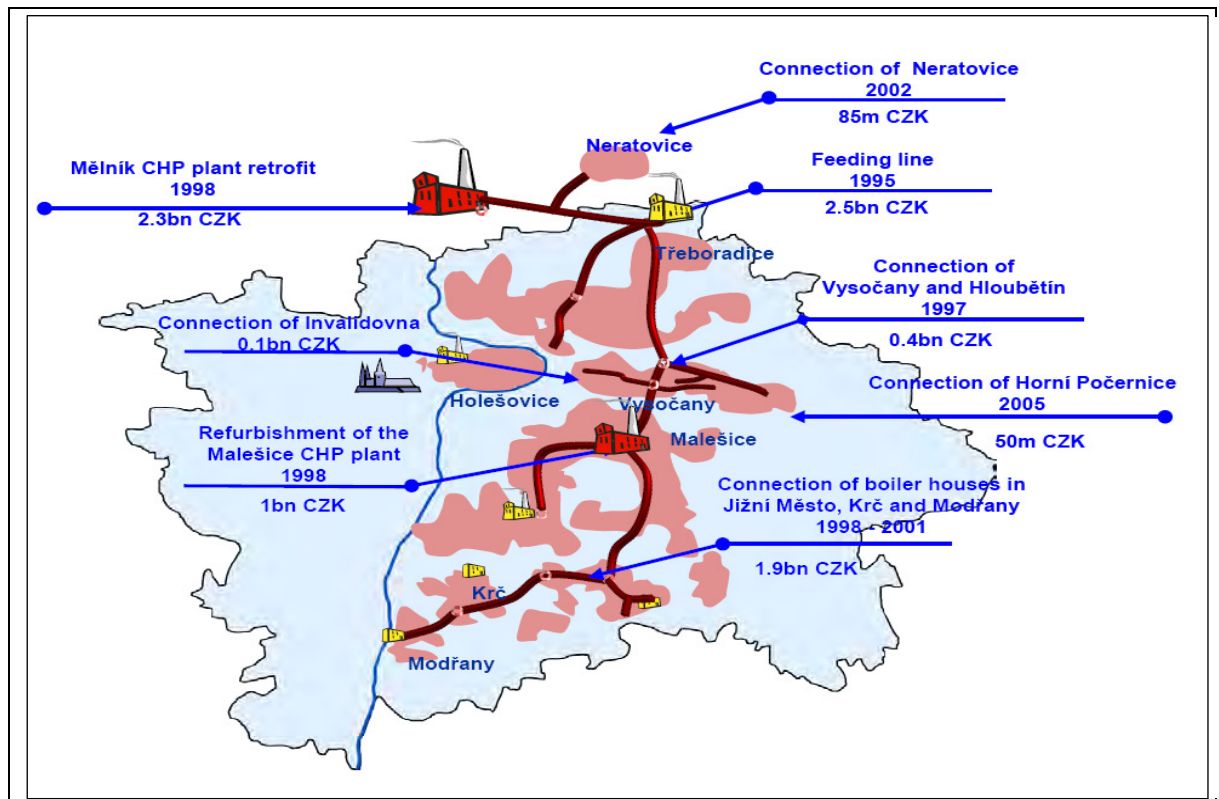 Connection of Neratovice
2002
85m CZK
Neratovice
Mělník CHP plant retrofit
1998
2.3bn CZK
Feeding line
1995
2.5bn CZK
Třeboradice
Connection of
Vysočany and Hloubětín
1997
0.4bn CZK
Connection of Invalidovna
0.1bn CZK
Connection of Horní Počernice
2005
50m CZK
Holešovice
Vysočany
Malešice
Refurbishment of the
Malešice CHP plant
1998
1bn CZK
Connection of boiler houses in
Jižní Město, Krč and Modřany
1998 - 2001
1.9bn CZK
Krč
Modřany